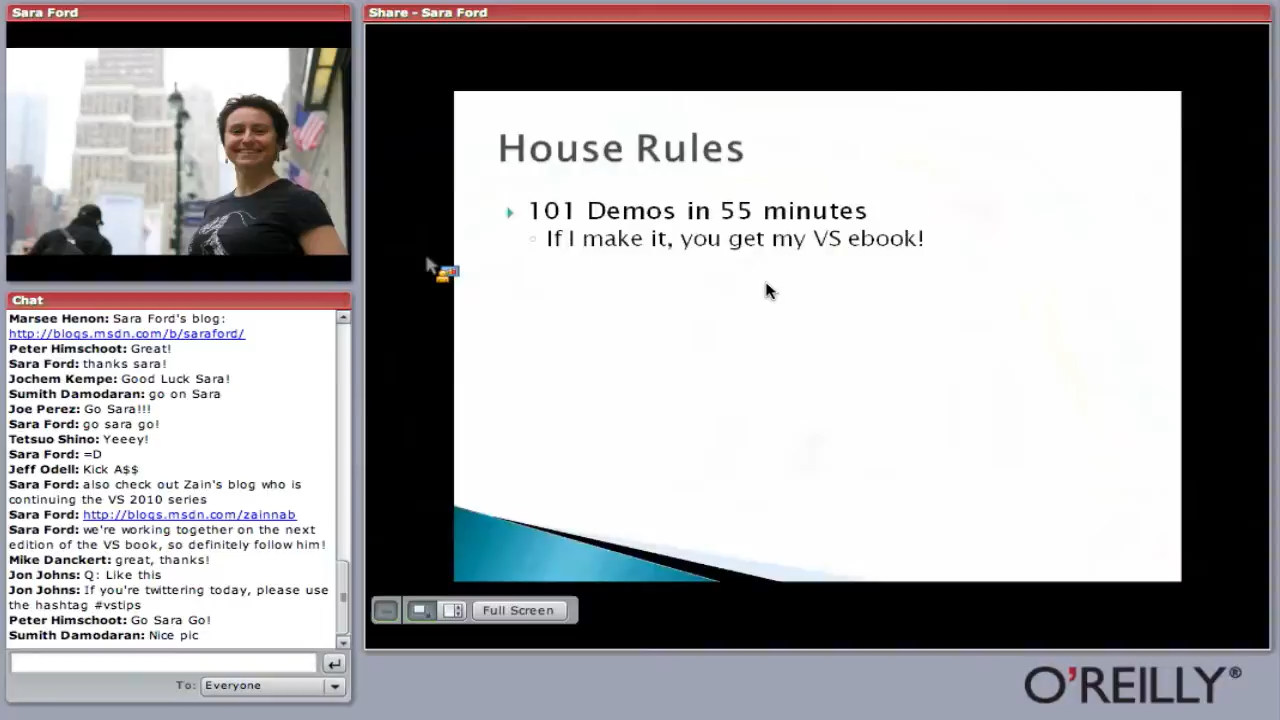 Sara Ford
Share - Sara Ford
House Rules
101 Demos in 55 minutes
If I make it, you get my VS ebook!
Chat
Marsee Henon: Sara Ford's blog:
http://blogs.msdn.com/b/saraford/
Peter Himschoot: Great!
Sara Ford: thanks sara!
Jochem Kempe: Good Luck Sara!
Sumith Damodaran: go on Sara
Joe Perez: Go Sara!!!
Sara Ford: go sara go!
Tetsuo Shino: Yeeey!
Sara Ford: =D
Jeff Odell: Kick A$$
Sara Ford: also check out Zain's blog who is
continuing the VS 2010 series
Sara Ford: http://blogs.msdn.com/zainnab
Sara Ford: we're working together on the next
edition of the VS book, so definitely follow him!
Mike Danckert: great, thanks!
Jon Johns: Q: Like this
Jon Johns: If you're twittering today, please use
the hashtag #vstips
Peter Himschoot: Go Sara Go!
Sumith Damodaran: Nice pic
To: Everyone
Full Screen
O'REILLY®